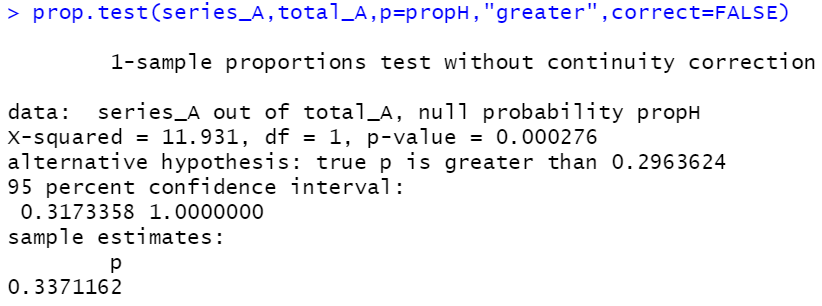 > prop.test(series_A,total_A,p=propH,"greater",correct=FALSE)
1-sample proportions test without continuity correction
data:  series_A out of total_A, null probability propH
X-squared = 11.931, df = 1, p-value = 0.000276
alternative hypothesis: true p is greater than 0.2963624
95 percent confidence interval:
0.3173358 1.0000000
sample estimates:
p
0.3371162